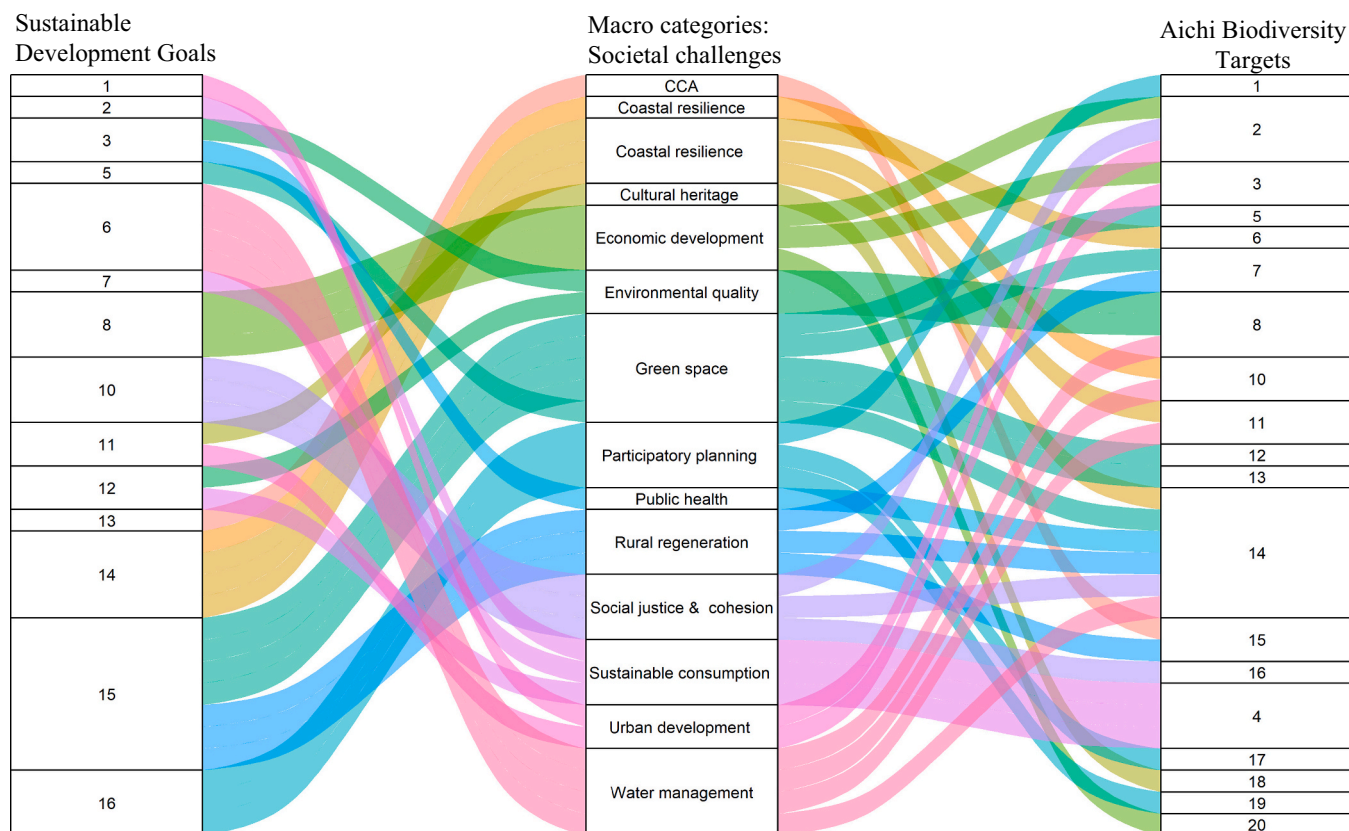 Sustainable
Development Goals
1
2
3
5
6
7
8
10
11
12
13
14
15
16
Macro categories:
Societal challenges
CCA
Coastal resilience
Coastal resilience
Cultural heritage
Economic development
Environmental quality
Green space
Participatory planning
Public health
Rural regeneration
Social justice & cohesion
Sustainable consumption
Urban development
Water management
Aichi Biodiversity
Targets
1
2
3
5
6
7
8
10
11
12
13
14
15
16
4
17
18
19
20